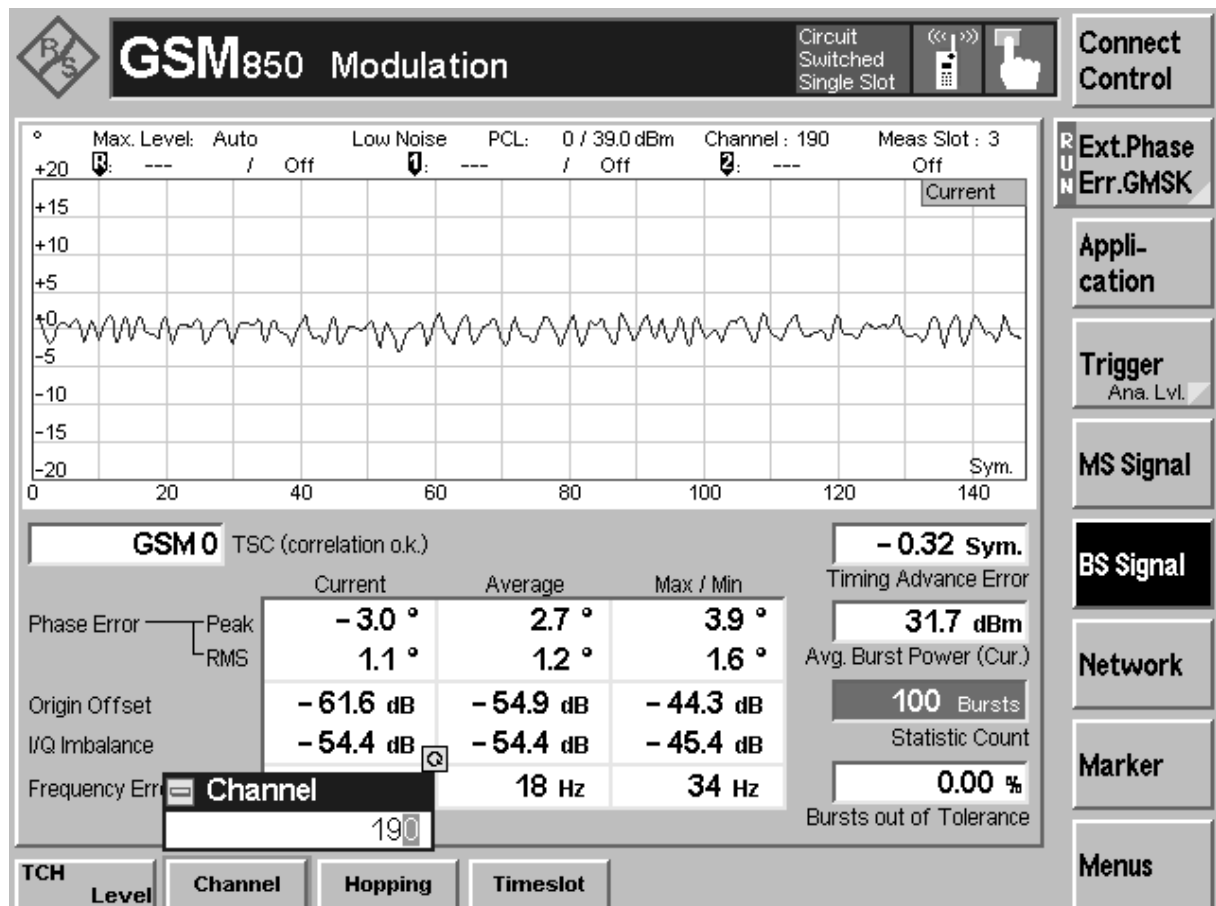 R/S
GSM850 Modulation
Circuit
Switched
Single Slot
Connect
Control
° Max. Level: Auto Low Noise PCL: 0 / 39.0 dBm Channel : 190 Meas Slot : 3
R: --- / Off 1: --- / Off 2: --- Off
Current
+20
+15
+10
+5
+0
-5
-10
-15
-20
Sym.
0 20 40 60 80 100 120 140
GSM 0 TSC (correlation o.k.)
Current Average Max / Min
Phase Error Peak - 3.0 ° 2.7 ° 3.9 °
RMS 1.1 ° 1.2 ° 1.6 °
Origin Offset - 61.6 dB - 54.9 dB - 44.3 dB
I/Q Imbalance - 54.4 dB - 54.4 dB - 45.4 dB
Frequency Err 18 Hz 34 Hz
- 0.32 Sym.
Timing Advance Error
31.7 dBm
Avg. Burst Power (Cur.)
100 Bursts
Statistic Count
0.00 %
Bursts out of Tolerance
Channel
190
RUN
Ext.Phase
Err.GMSK
Appli-
cation
Trigger
Ana. Lvl.
MS Signal
BS Signal
Network
Marker
Menus
TCH
Level
Channel
Hopping
Timeslot